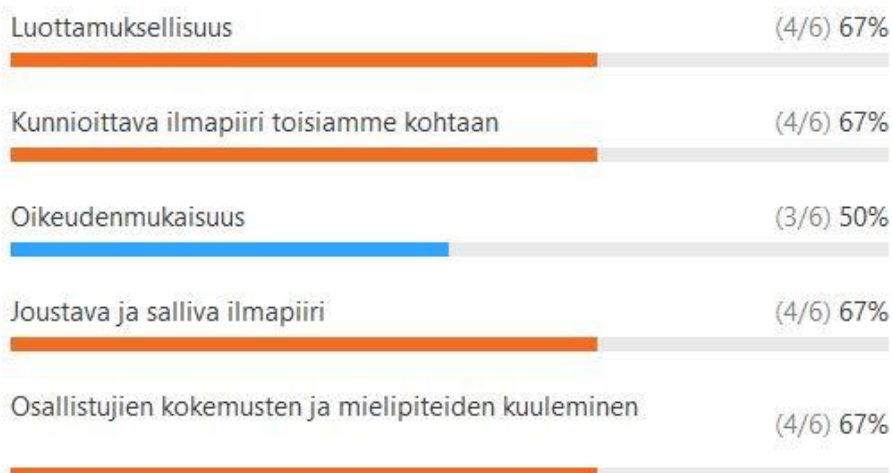 Luottamuksellisuus (4/6) 67%
Kunnioittava ilmapiiri toisiamme kohtaan (4/6) 67%
Oikeudenmukaisuus (3/6) 50%
Joustava ja salliva ilmapiiri (4/6) 67%
Osallistujien kokemusten ja mielipiteiden kuuleminen (4/6) 67%